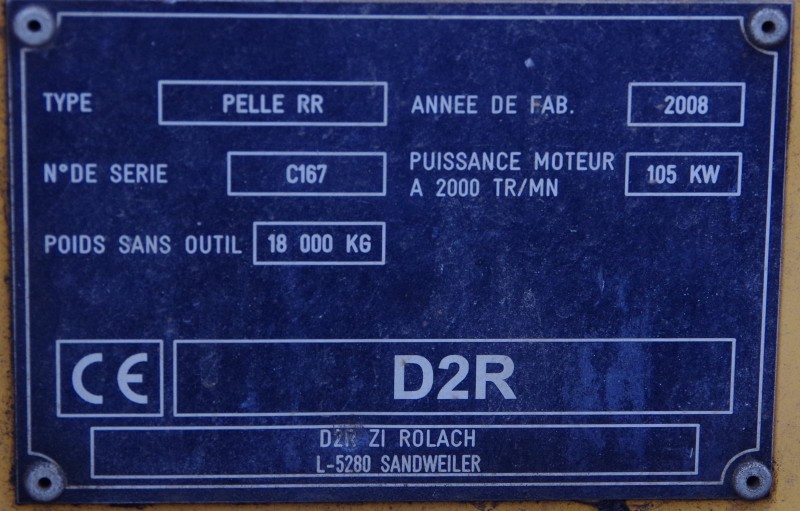 TYPE PELLE RR ANNEE DE FAB. 2008
N°DE SERIE C167 PUISSANCE MOTEUR
A 2000 TR/MN 105 KW
POIDS SANS OUTIL 18 000 KG
CE D2R
D2R ZI ROLACH
L-5280 SANDWEILER